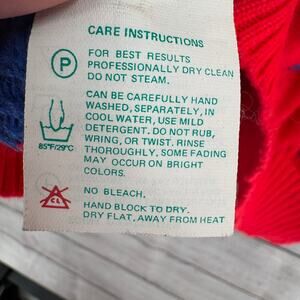 CARE INSTRUCTIONS
P
FOR BEST RESULTS
PROFESSIONALLY DRY CLEAN
DO NOT STEAM.
CAN BE CAREFULLY HAND
WASHED, SEPARATELY, IN
COOL WATER, USE MILD
DETERGENT. DO NOT RUB,
WRING, OR TWIST. RINSE
THOROUGHLY, SOME FADING
MAY OCCUR ON BRIGHT
COLORS.
85°F/29°C
CL
NO BLEACH.
HAND BLOCK TO DRY.
DRY FLAT, AWAY FROM HEAT